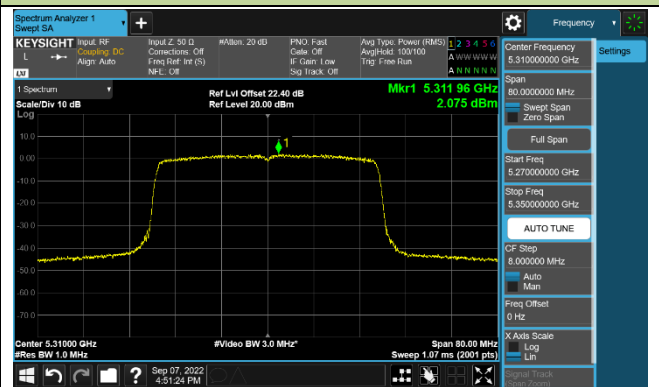 Spectrum Analyzer 1
Swept SA
Frequency
KEYSIGHT
L
LXI
Input: RF
Coupling: DC
Align: Auto
Input Z: 50 Ω
Corrections: Off
Freq Ref: Int (S)
NFE: Off
#Atten: 20 dB
PNO: Fast
Gate: Off
IF Gain: Low
Sig Track: Off
Avg Type: Power (RMS)
Avg|Hold: 100/100
Trig: Free Run
1 2 3 4 5 6
A W W W W W
A N N N N N
1 Spectrum
Scale/Div 10 dB
Log
Ref Lvl Offset 22.40 dB
Ref Level 20.00 dBm
Mkr1 5.311 96 GHz
2.075 dBm
1
10.0
0.00
-10.0
-20.0
-30.0
-40.0
-50.0
-60.0
-70.0
Center 5.31000 GHz
#Res BW 1.0 MHz
#Video BW 3.0 MHz*
Span 80.00 MHz
Sweep 1.07 ms (2001 pts)
Sep 07, 2022
4:51:24 PM
Center Frequency
5.310000000 GHz
Settings
Span
80.0000000 MHz
Swept Span
Zero Span
Full Span
Start Freq
5.270000000 GHz
Stop Freq
5.350000000 GHz
AUTO TUNE
CF Step
8.000000 MHz
Auto
Man
Freq Offset
0 Hz
X Axis Scale
Log
Lin
Signal Track
(Span Zoom)